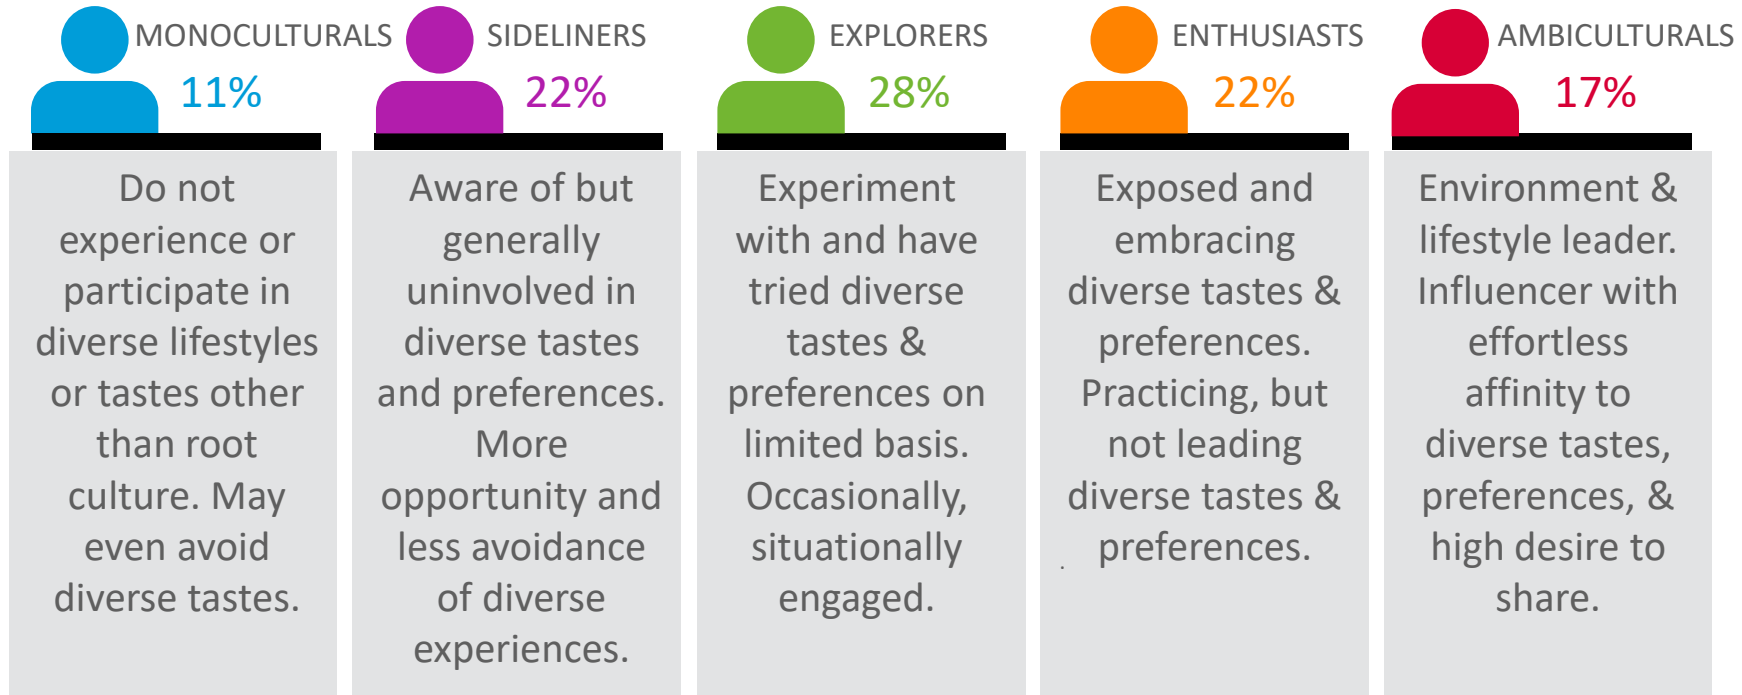 MONOCULTURALS
11%
Do not
experience or
participate in
diverse lifestyles
or tastes other
than root
culture. May
even avoid
diverse tastes.
SIDELINERS
22%
Aware of but
generally
uninvolved in
diverse tastes
and preferences.
More
opportunity and
less avoidance
of diverse
experiences.
EXPLORERS
28%
Experiment
with and have
tried diverse
tastes &
preferences on
limited basis.
Occasionally,
situationally
engaged.
ENTHUSIASTS
22%
Exposed and
embracing
diverse tastes &
preferences.
Practicing, but
not leading
diverse tastes &
preferences.
.
AMBICULTURALS
17%
Environment &
lifestyle leader.
Influencer with
effortless
affinity to
diverse tastes,
preferences, &
high desire to
share.